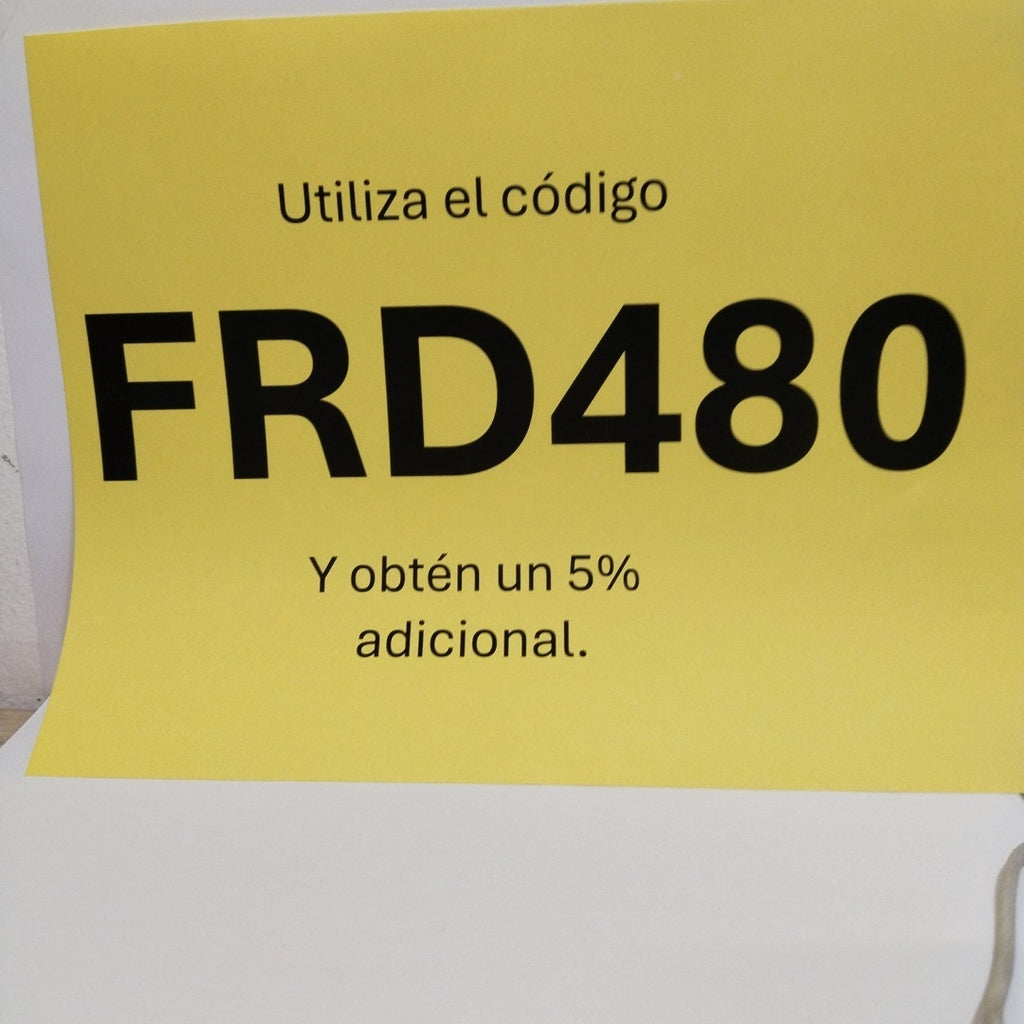 Utiliza el código
FRD480
Y obtén un 5%
adicional.